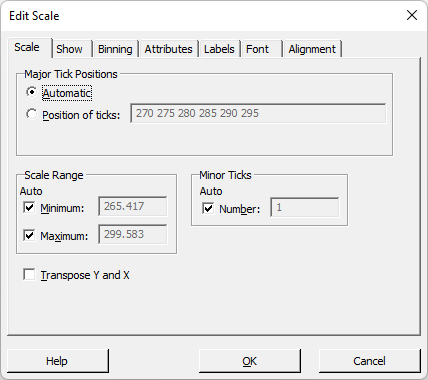 Edit Scale
Scale Show Binning Attributes Labels Font Alignment
Major Tick Positions
Automatic
Position of ticks: 270 275 280 285 290 295
Scale Range
Auto
Minimum: 265.417
Maximum: 299.583
Minor Ticks
Auto
Number: 1
Transpose Y and X
Help OK Cancel